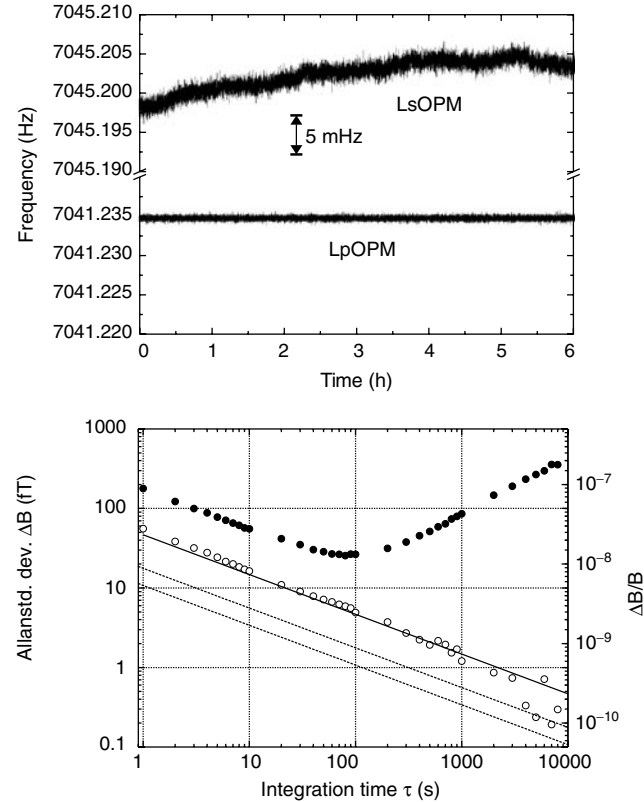 7045.205
7045.200
7045.195
7045.190
7041.235
7041.230
7041.225
7041.220
Frequency (Hz)
LsOPM
5 mHz
LpOPM
0 1 2 3 4 5 6
Time (h)
1000
100
10
1
0.1
Allanstd. dev. ΔB (fT)
10⁻⁷
10⁻⁸
10⁻⁹
10⁻¹⁰
ΔB/B
1 10 100 1000 10000
Integration time τ (s)